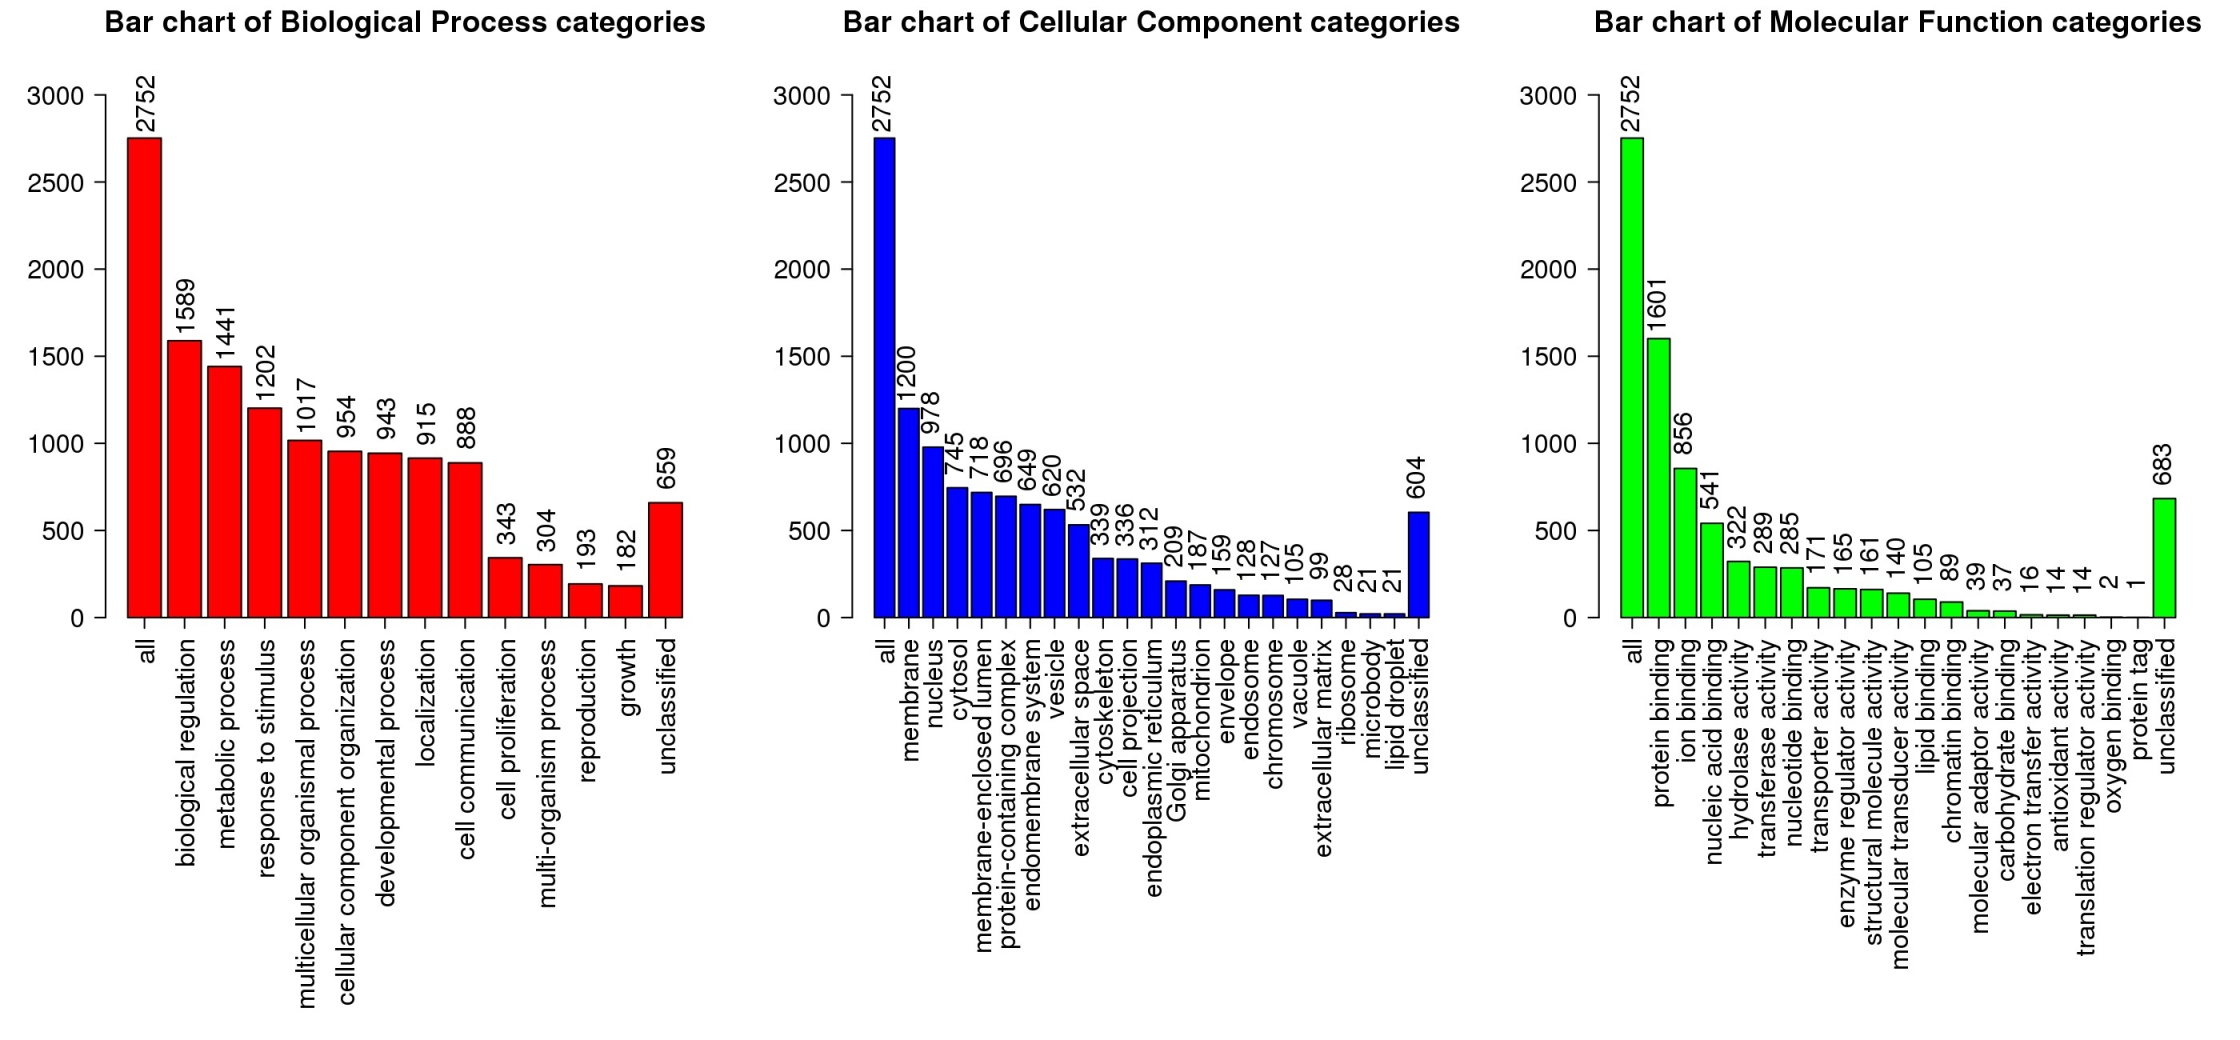 Bar chart of Biological Process categories
3000
2500
2000
1500
1000
500
0
2752
1589
1441
1202
1017
954
943
915
888
343
304
193
182
659
all
biological regulation
metabolic process
response to stimulus
multicellular organismal process
cellular component organization
developmental process
localization
cell communication
cell proliferation
multi-organism process
reproduction
growth
unclassified
Bar chart of Cellular Component categories
3000
2500
2000
1500
1000
500
0
2752
1200
978
745
718
696
649
620
532
339
336
312
209
187
159
128
127
105
99
28
21
21
604
all
membrane
nucleus
cytosol
membrane-enclosed lumen
protein-containing complex
endomembrane system
vesicle
extracellular space
cytoskeleton
cell projection
endoplasmic reticulum
Golgi apparatus
mitochondrion
envelope
endosome
chromosome
vacuole
extracellular matrix
ribosome
microbody
lipid droplet
unclassified
Bar chart of Molecular Function categories
3000
2500
2000
1500
1000
500
0
2752
1601
856
541
322
289
285
171
165
161
140
105
89
39
37
16
14
14
2
1
683
all
protein binding
ion binding
nucleic acid binding
hydrolase activity
transferase activity
nucleotide binding
transporter activity
enzyme regulator activity
structural molecule activity
molecular transducer activity
lipid binding
chromatin binding
molecular adaptor activity
carbohydrate binding
electron transfer activity
antioxidant activity
translation regulator activity
oxygen binding
protein tag
unclassified